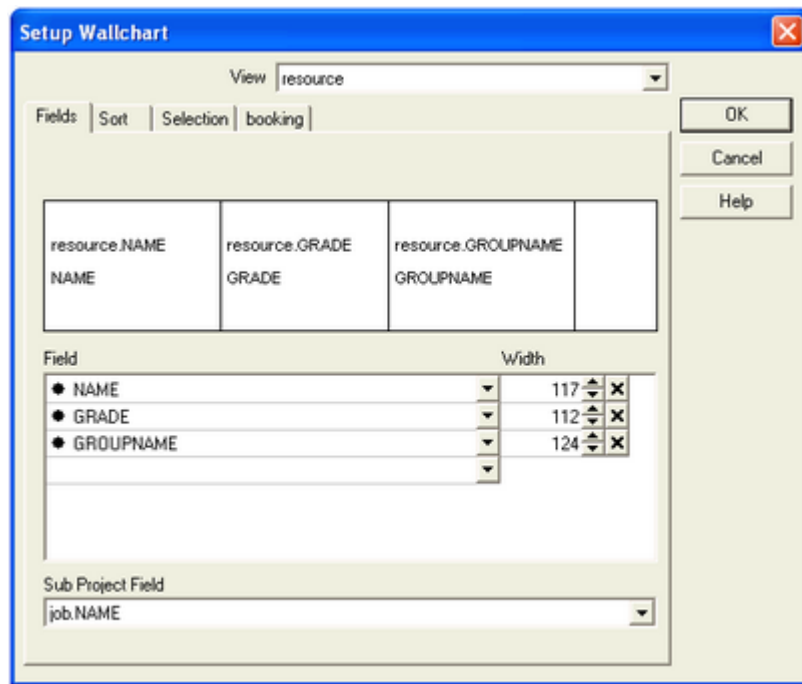 Setup Wallchart
View resource
Fields Sort Selection booking
OK
Cancel
Help
resource.NAME resource.GRADE resource.GROUPNAME
NAME GRADE GROUPNAME
Field Width
NAME 117
GRADE 112
GROUPNAME 124
Sub Project Field
job.NAME